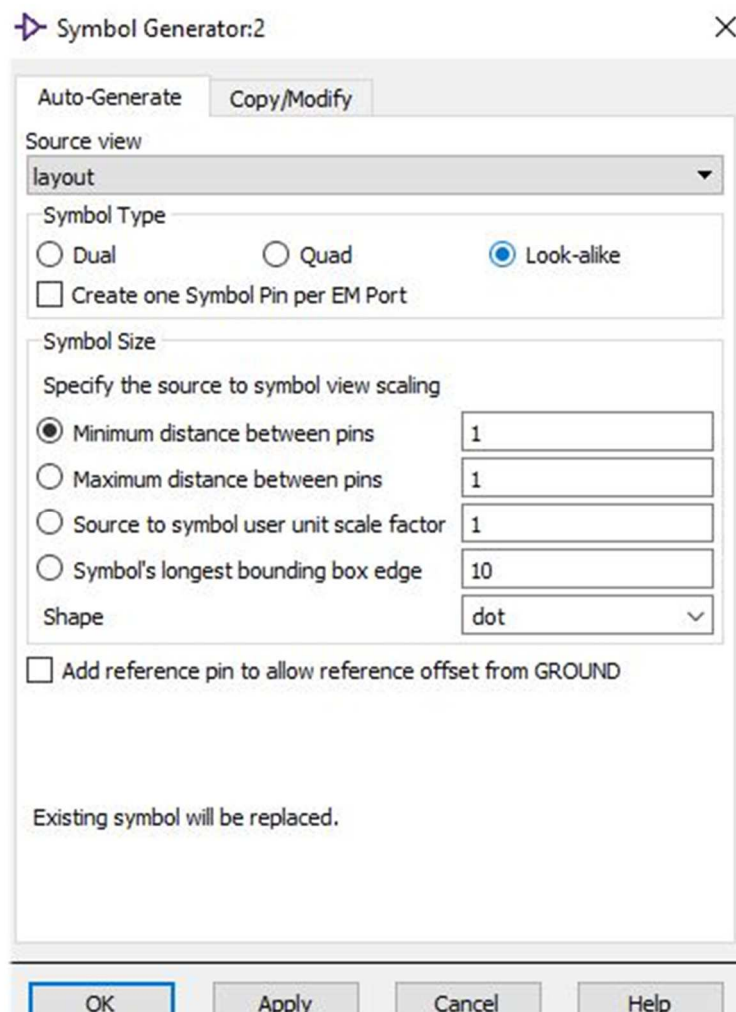 Symbol Generator:2
Auto-Generate Copy/Modify
Source view
layout
Symbol Type
Dual Quad Look-alike
Create one Symbol Pin per EM Port
Symbol Size
Specify the source to symbol view scaling
Minimum distance between pins 1
Maximum distance between pins 1
Source to symbol user unit scale factor 1
Symbol's longest bounding box edge 10
Shape dot
Add reference pin to allow reference offset from GROUND
Existing symbol will be replaced.
OK Apply Cancel Help